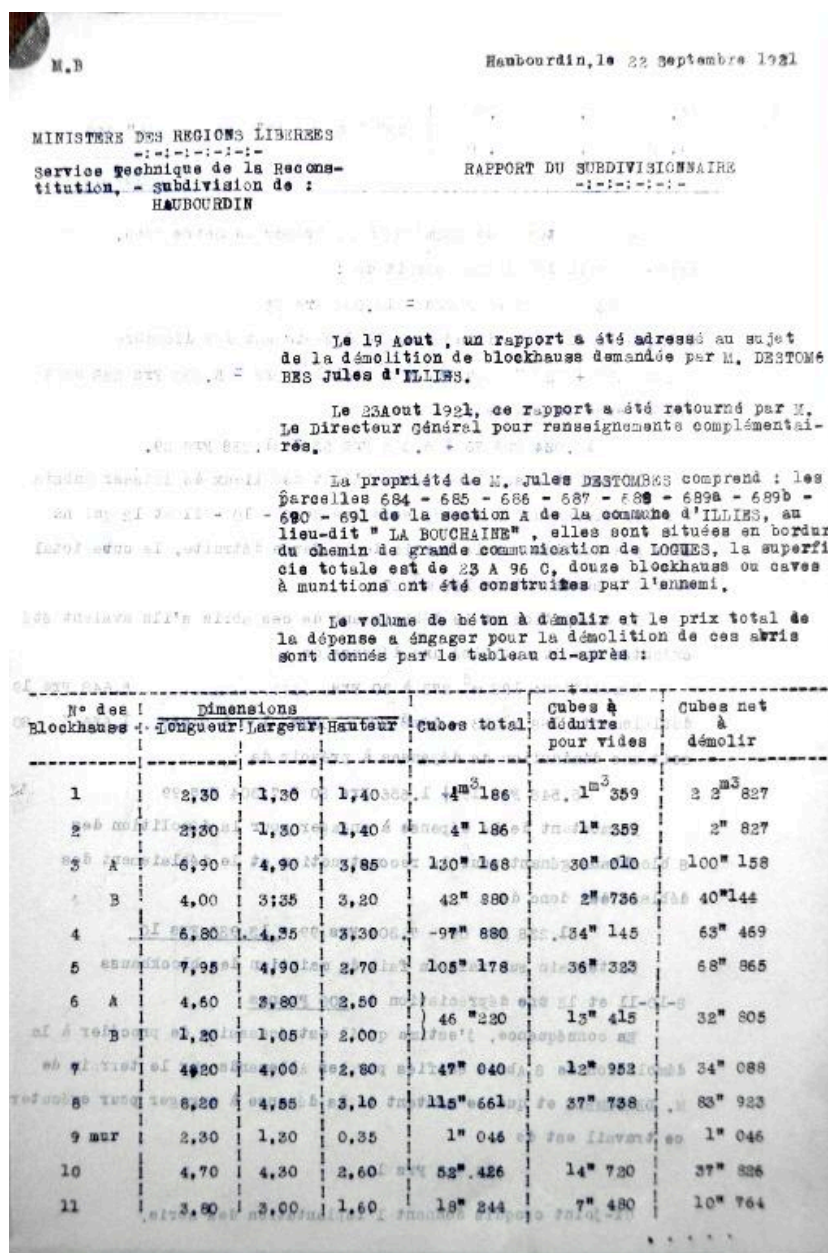 M.B
Haubourdin, le 22 Septembre 1921
MINISTERE DES REGIONS LIBEREES
-:-:-:-:-:-:-
Service Technique de la Recons-
titution, - Subdivision de :
HAUBOURDIN
RAPPORT DU SUBDIVISIONNAIRE
-:-:-:-:-:-
Le 19 Aout, un rapport a été adressé au sujet
de la démolition de blockhauss demandée par M. DESTOM
BES Jules d'ILLIES.
Le 23Aout 1921, ce rapport a été retourné par M.
Le Directeur Général pour renseignements complémentai-
res.
La propriété de M. Jules DESTOMBES comprend : les
parcelles 684 - 685 - 686 - 687 - 688 - 689a - 689b -
690 - 691 de la section A de la commune d'ILLIES, au
lieu-dit " LA BOUCHAINE" , elles sont situées en bordur
du chemin de grande communication de LOGUES, la superfi
cie totale est de 23 A 96 C, douze blockhauss ou caves
à munitions ont été construites par l'ennemi.
Le volume de béton à démolir et le prix total de
la dépense a éngager pour la démolition de ces abris
sont donnés par le tableau ci-après :
N° des Blockhauss ! Dimensions ! Cubes total ! Cubes à déduire pour vides ! Cubes net à démolir
Longueur ! Largeur ! Hauteur
1 ! 2,30 ! 1,30 ! 1,40 ! 4m3 186 ! 1m3 359 ! 2 2m3 827
2 ! 2;30 ! 1,30 ! 1,40 ! 4" 186 ! 1" 359 ! 2" 827
3 A ! 6,90 ! 4,90 ! 3,85 ! 130" 168 ! 30" 010 ! 100" 158
B ! 4,00 ! 3:35 ! 3,20 ! 42" 880 ! 2" 736 ! 40"144
4 ! 6,80 ! 4,35 ! 3,30 ! -97" 880 ! 34" 145 ! 63" 469
5 ! 7,95 ! 4,90 ! 2,70 ! 105" 178 ! 36" 323 ! 68" 865
6 A ! 4,60 ! 3,80 ! 2,50 ! ) 46 "220 ! 13" 415 ! 32" 805
B ! 1,20 ! 1,05 ! 2,00 ! )
7 ! 4,20 ! 4,00 ! 2,80 ! 47" 040 ! 12" 952 ! 34" 088
8 ! 8,20 ! 4,55 ! 3,10 ! 115" 661 ! 37" 738 ! 83" 923
9 mur ! 2,30 ! 1,30 ! 0,35 ! 1" 046 ! ! 1" 046
10 ! 4,70 ! 4,30 ! 2,60 ! 52".426 ! 14" 720 ! 37" 826
11 ! 3,80 ! 3,00 ! 1,60 ! 18" 244 ! 7" 480 ! 10" 764
.....